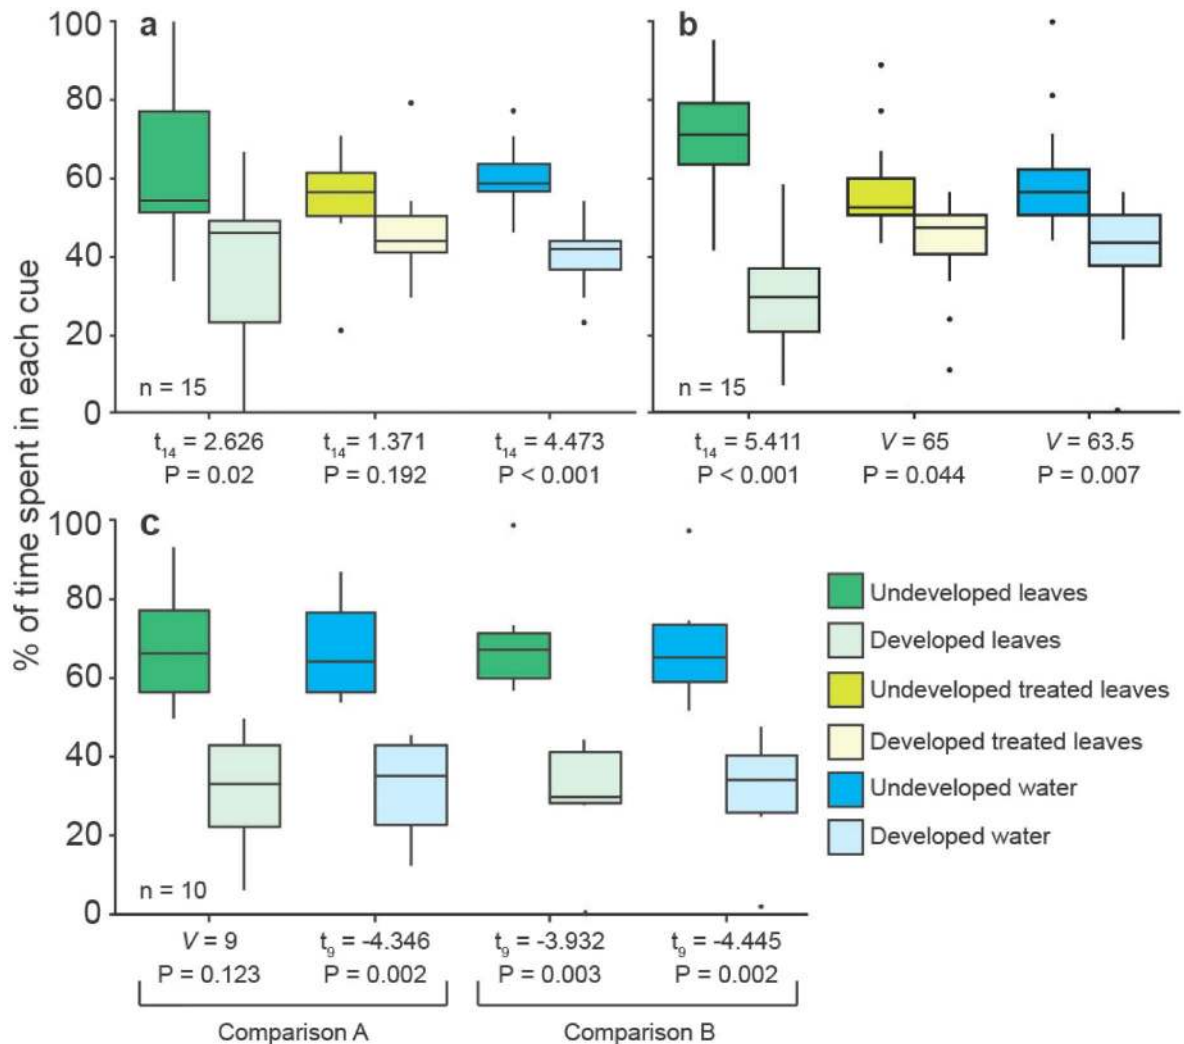 % of time spent in each cue
a
100
80
60
40
20
0
n = 15
t14 = 2.626
P = 0.02
t14 = 1.371
P = 0.192
t14 = 4.473
P < 0.001
b
n = 15
t14 = 5.411
P < 0.001
V = 65
P = 0.044
V = 63.5
P = 0.007
c
100
80
60
40
20
0
n = 10
V = 9
P = 0.123
t9 = -4.346
P = 0.002
t9 = -3.932
P = 0.003
t9 = -4.445
P = 0.002
Comparison A
Comparison B
Undeveloped leaves
Developed leaves
Undeveloped treated leaves
Developed treated leaves
Undeveloped water
Developed water